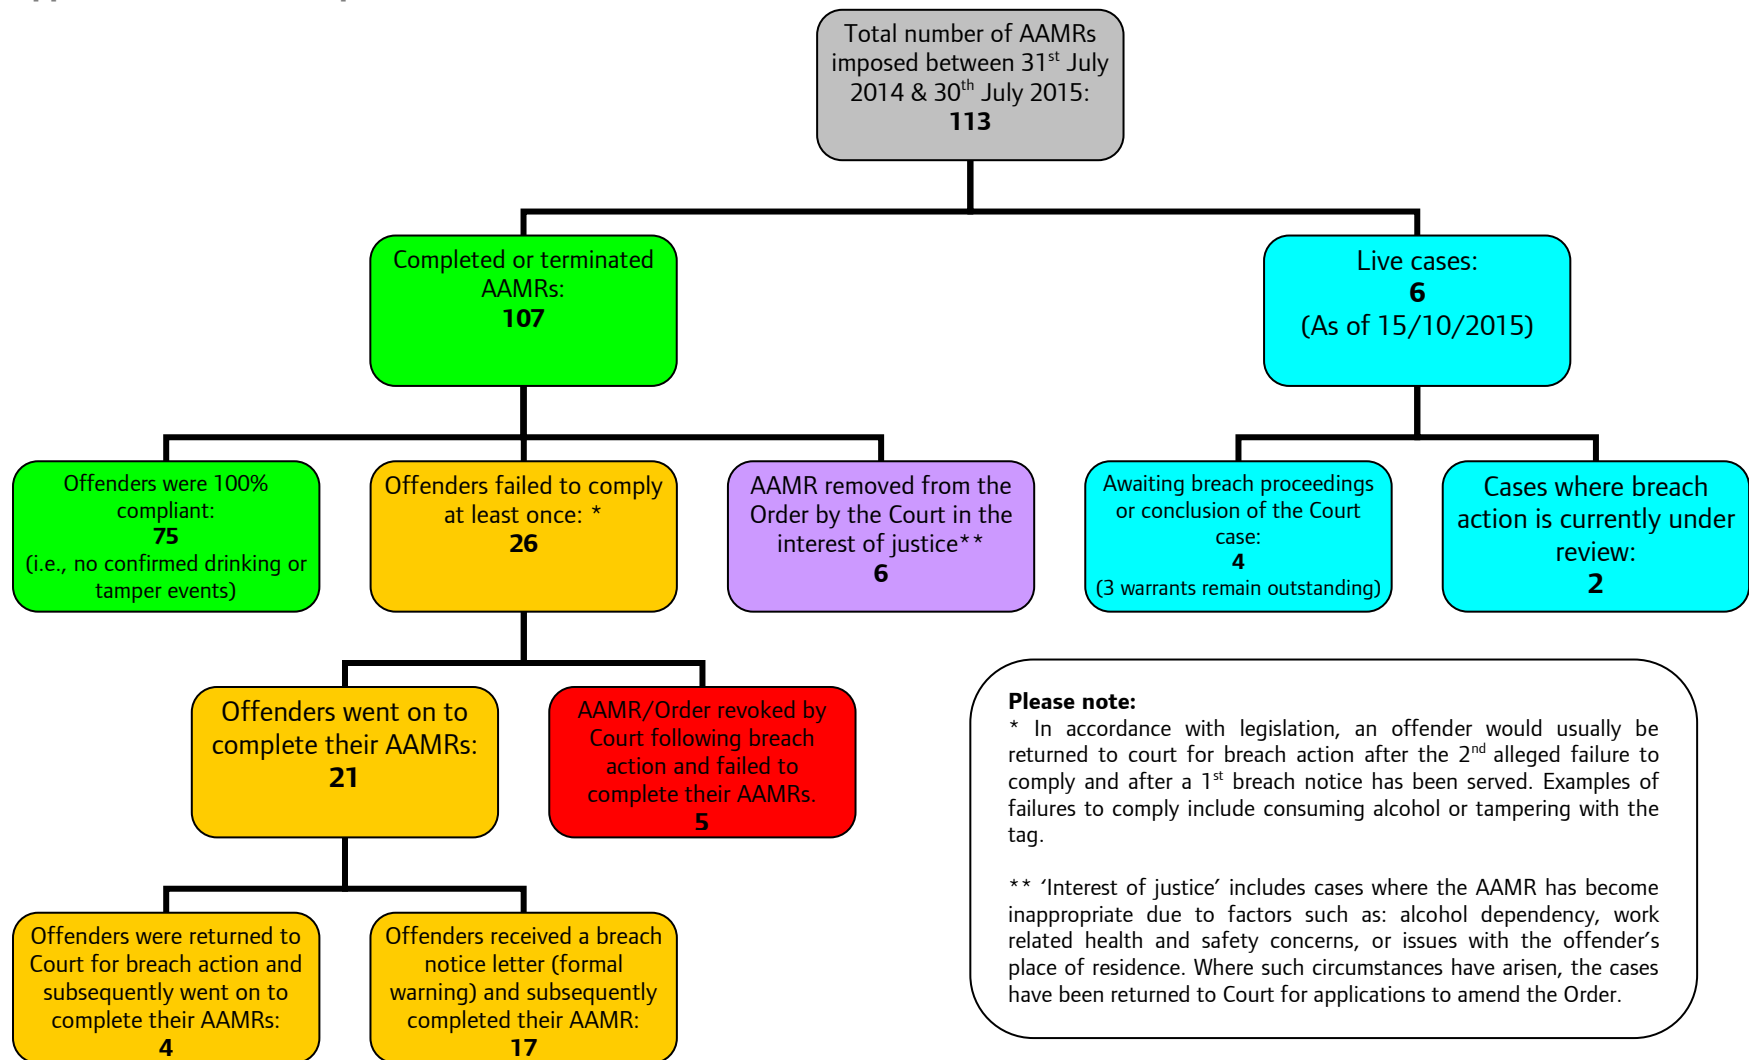 Total number of AAMRs
imposed between 31st July
2014 & 30th July 2015:
113
Completed or terminated
AAMRs:
107
Live cases:
6
(As of 15/10/2015)
Offenders were 100%
compliant:
75
(i.e., no confirmed drinking or
tamper events)
Offenders failed to comply
at least once: *
26
AAMR removed from the
Order by the Court in the
interest of justice**
6
Awaiting breach proceedings
or conclusion of the Court
case:
4
(3 warrants remain outstanding)
Cases where breach
action is currently under
review:
2
Offenders went on to
complete their AAMRs:
21
AAMR/Order revoked by
Court following breach
action and failed to
complete their AAMRs.
5
Please note:
* In accordance with legislation, an offender would usually be
returned to court for breach action after the 2nd alleged failure to
comply and after a 1st breach notice has been served. Examples of
failures to comply include consuming alcohol or tampering with the
tag.
** ‘Interest of justice’ includes cases where the AAMR has become
inappropriate due to factors such as: alcohol dependency, work
related health and safety concerns, or issues with the offender’s
place of residence. Where such circumstances have arisen, the cases
have been returned to Court for applications to amend the Order.
Offenders were returned to
Court for breach action and
subsequently went on to
complete their AAMRs:
4
Offenders received a breach
notice letter (formal
warning) and subsequently
completed their AAMR:
17